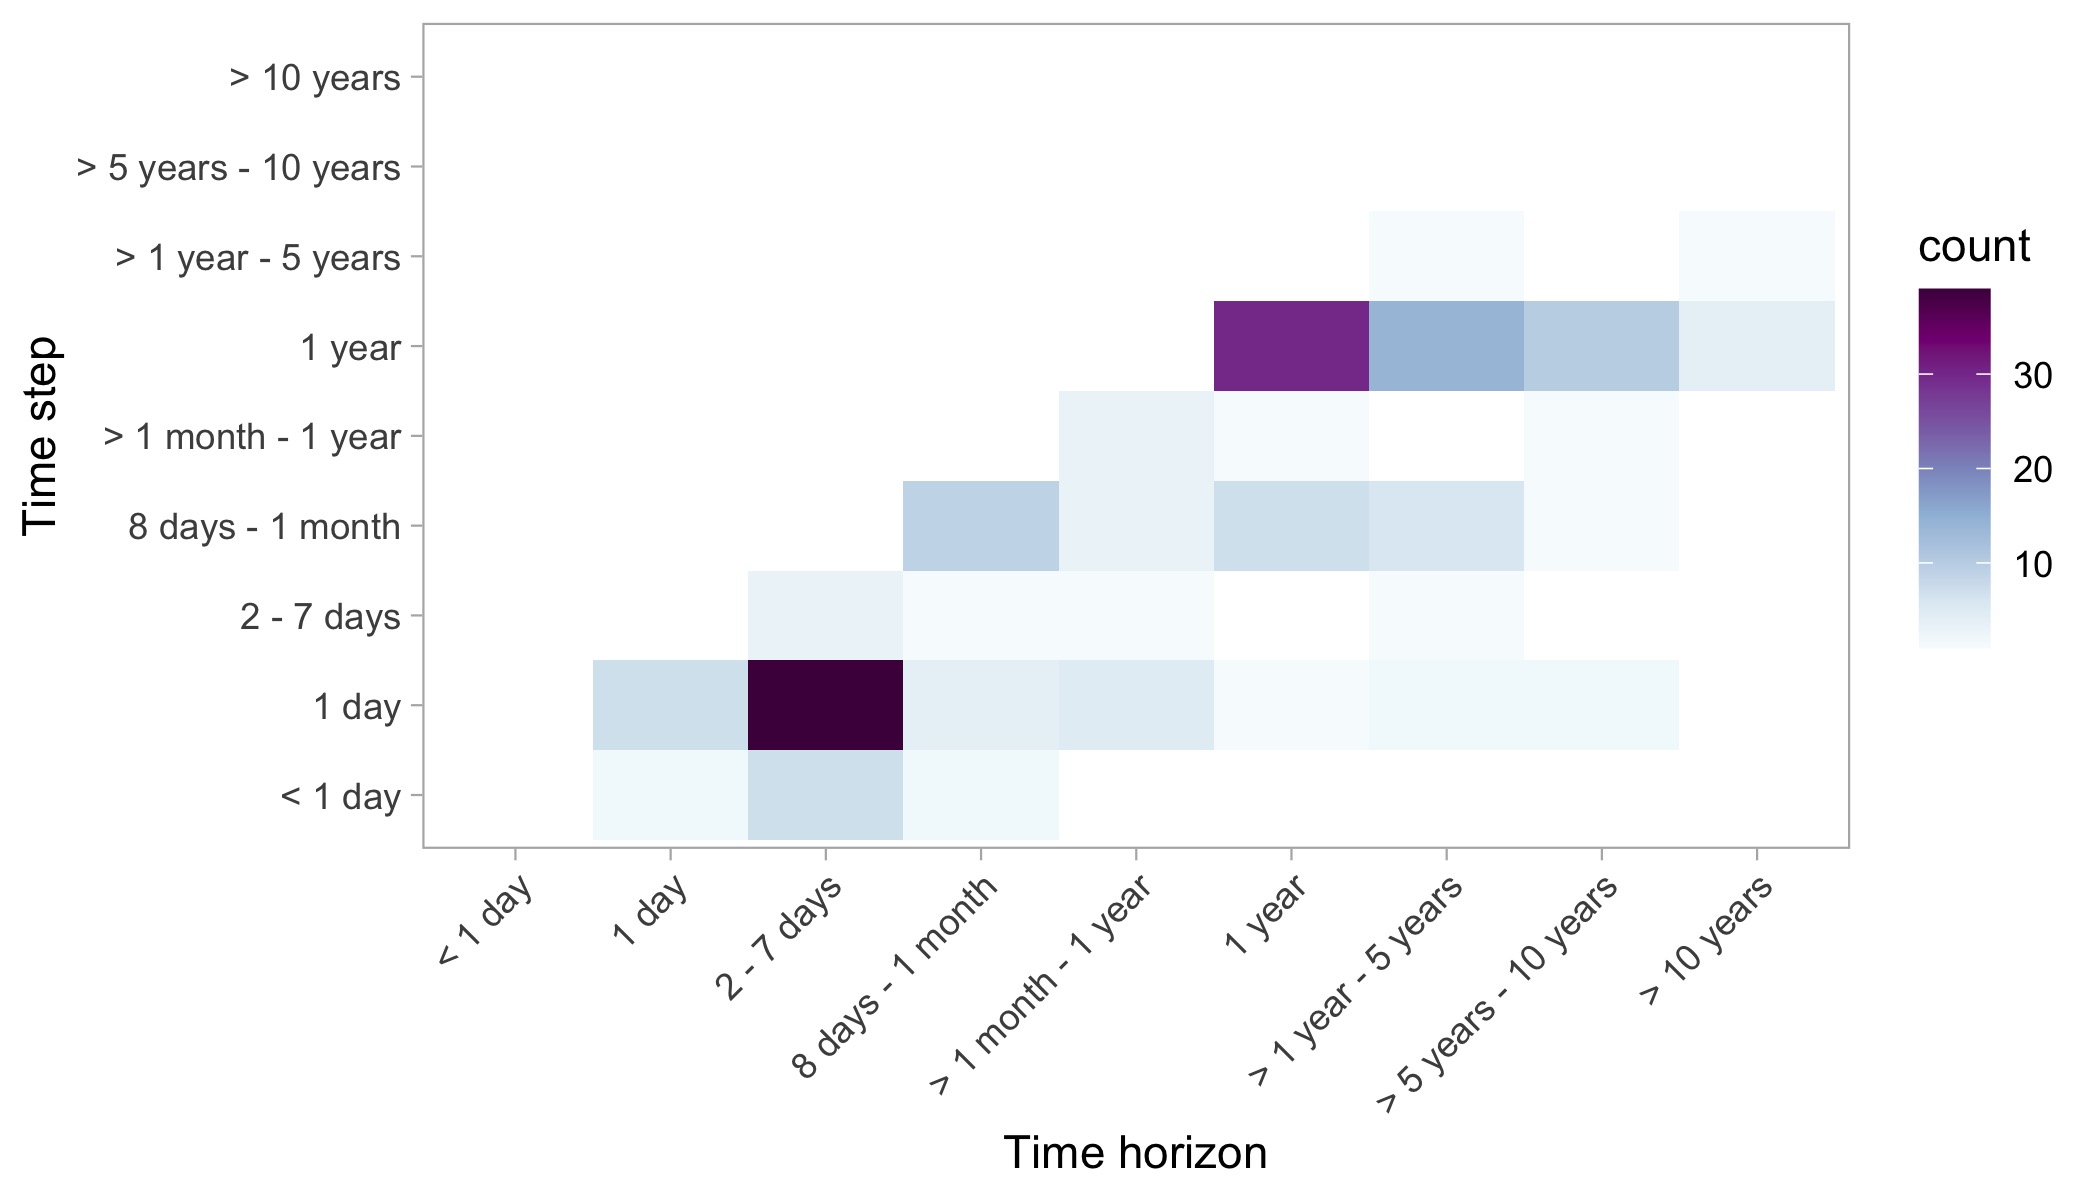 > 10 years
> 5 years - 10 years
> 1 year - 5 years
1 year
> 1 month - 1 year
8 days - 1 month
2 - 7 days
1 day
< 1 day
Time step
< 1 day
1 day
2 - 7 days
8 days - 1 month
> 1 month - 1 year
1 year
> 1 year - 5 years
> 5 years - 10 years
> 10 years
Time horizon
count
30
20
10